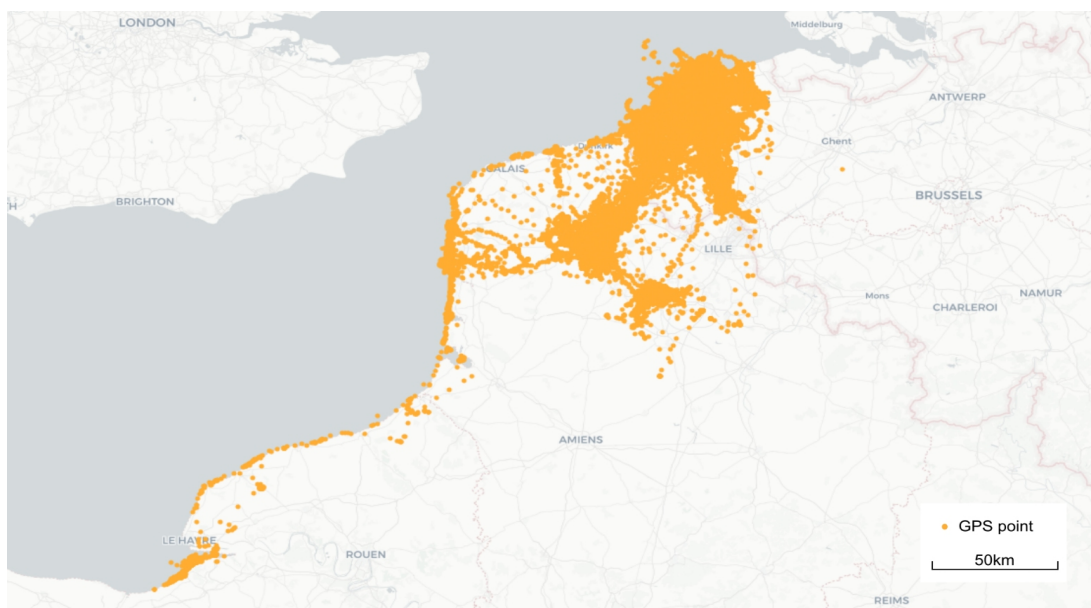 LONDON
Middelburg
ANTWERP
Ghent
CALAIS
BRUSSELS
BRIGHTON
TH
LILLE
Mons
NAMUR
CHARLEROI
AMIENS
GPS point
LE HAVRE
ROUEN
50km
REIMS